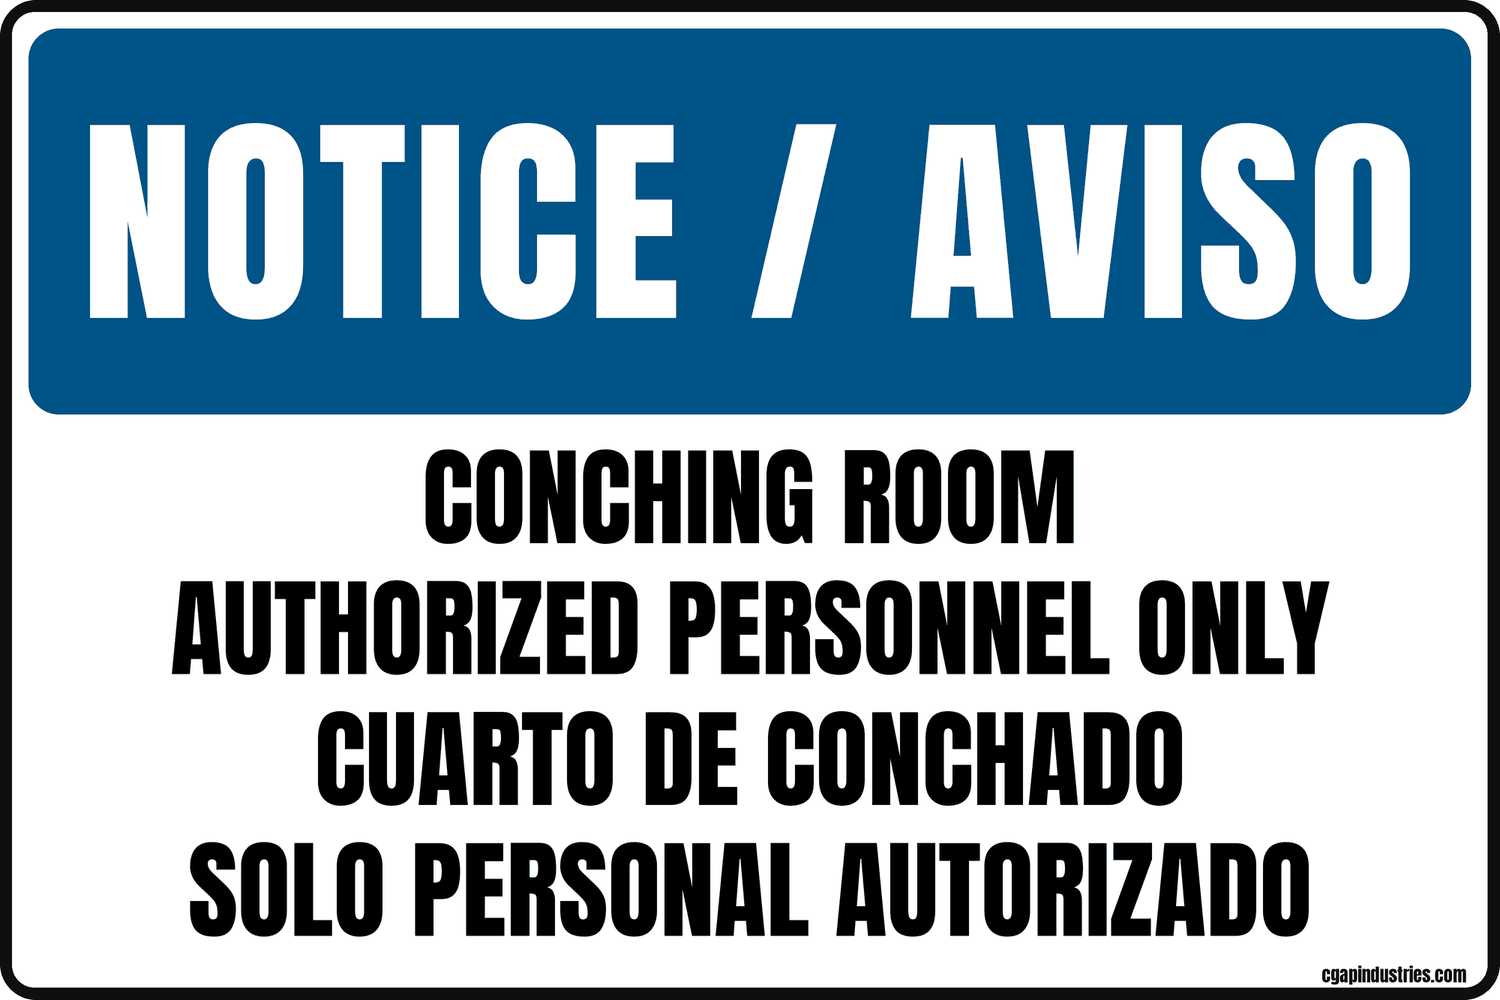 NOTICE / AVISO
CONCHING ROOM
AUTHORIZED PERSONNEL ONLY
CUARTO DE CONCHADO
SOLO PERSONAL AUTORIZADO
cgapindustries.com